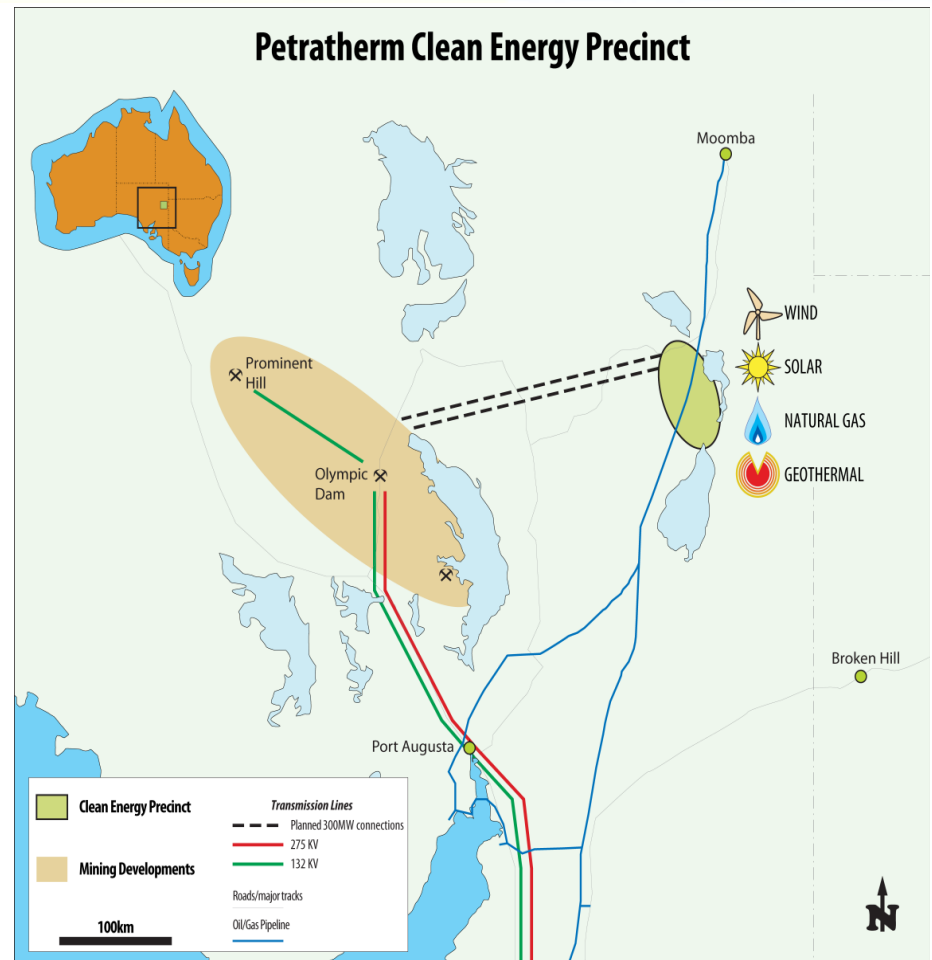 Petratherm Clean Energy Precinct
Moomba
WIND
SOLAR
NATURAL GAS
GEOTHERMAL
Prominent
Hill
Olympic
Dam
Broken Hill
Port Augusta
Clean Energy Precinct
Mining Developments
100km
Transmission Lines
Planned 300MW connections
275 KV
132 KV
Roads/major tracks
Oil/Gas Pipeline
N